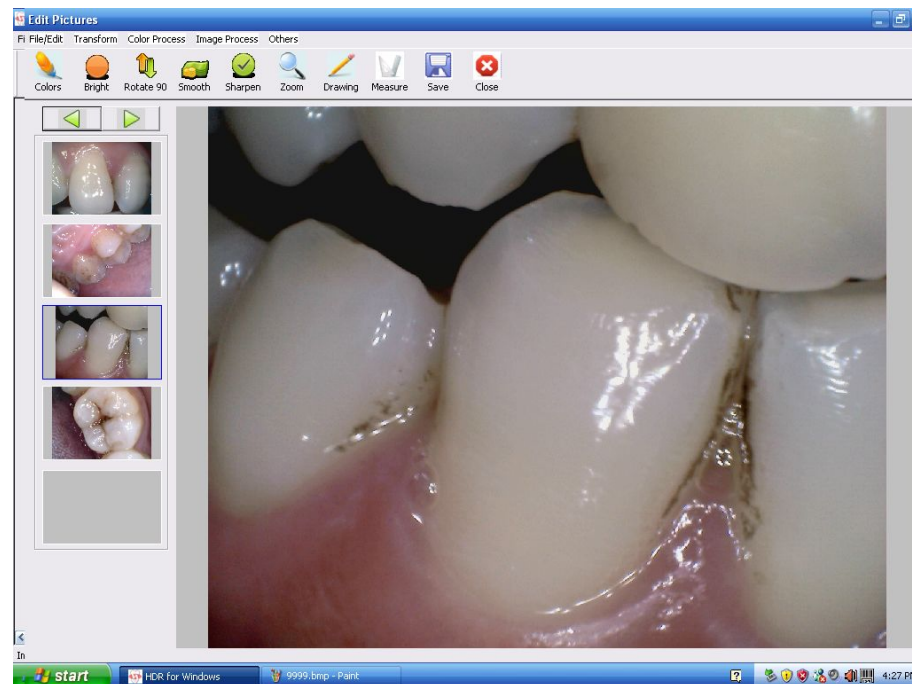 Edit Pictures
Fi File/Edit Transform Color Process Image Process Others
Colors Bright Rotate 90 Smooth Sharpen Zoom Drawing Measure Save Close
In
start HDR for Windows 9999.bmp - Paint 4:27 PM